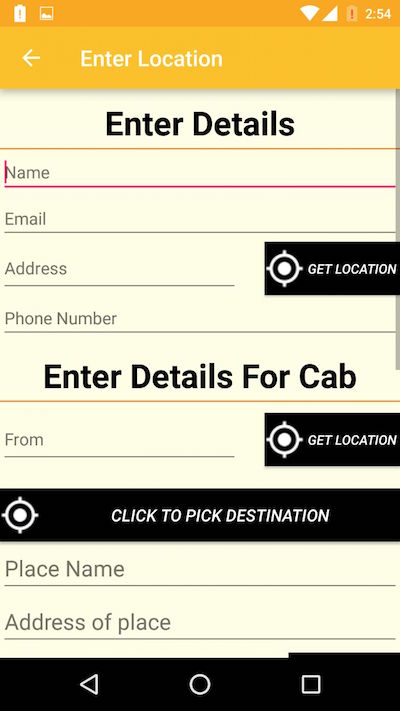 2:54
Enter Location
Enter Details
Name
Email
Address
GET LOCATION
Phone Number
Enter Details For Cab
From
GET LOCATION
CLICK TO PICK DESTINATION
Place Name
Address of place